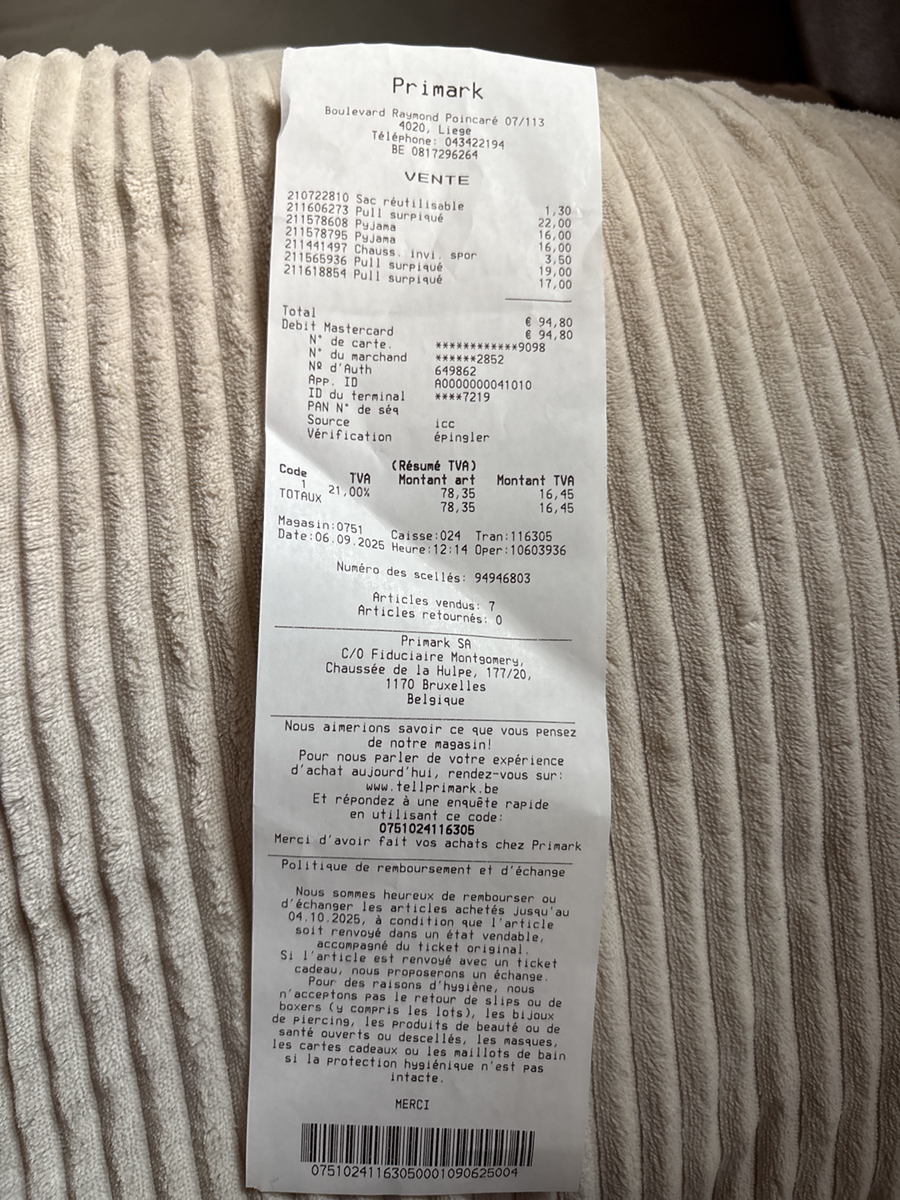 Primark
Boulevard Raymond Poincaré 07/113
4020, Liege
Téléphone: 043422194
BE 0817296264
VENTE
210722810 Sac réutilisable 1,30
211606273 Pull surpiqué 22,00
211578608 Pyjama 16,00
211578795 Pyjama 16,00
211441497 Chauss. invi. spor 3,50
211565936 Pull surpiqué 19,00
211618854 Pull surpiqué 17,00
Total € 94,80
Debit Mastercard € 94,80
N° de carte. ************9098
N° du marchand ******2852
Nº d'Auth 649862
App. ID A0000000041010
ID du terminal ****7219
PAN N° de séq
Source icc
Vérification épingler
(Résumé TVA)
Code TVA Montant art Montant TVA
1 21,00% 78,35 16,45
TOTAUX 78,35 16,45
Magasin:0751 Caisse:024 Tran:116305
Date:06.09.2025 Heure:12:14 Oper:10603936
Numéro des scellés: 94946803
Articles vendus: 7
Articles retournés: 0
Primark SA
C/O Fiduciaire Montgomery,
Chaussée de la Hulpe, 177/20,
1170 Bruxelles
Belgique
Nous aimerions savoir ce que vous pensez
de notre magasin!
Pour nous parler de votre expérience
d'achat aujourd'hui, rendez-vous sur:
www.tellprimark.be
Et répondez à une enquête rapide
en utilisant ce code:
0751024116305
Merci d'avoir fait vos achats chez Primark
Politique de remboursement et d'échange
Nous sommes heureux de rembourser ou
d'échanger les articles achetés jusqu'au
04.10.2025, à condition que l'article
soit renvoyé dans un état vendable,
accompagné du ticket original.
Si l'article est renvoyé avec un ticket
cadeau, nous proposerons un échange.
Pour des raisons d'hygiène, nous
n'acceptons pas le retour de slips ou de
boxers (y compris les lots), les bijoux
de piercing, les produits de beauté ou de
santé ouverts ou descellés, les masques,
les cartes cadeaux ou les maillots de bain
si la protection hygiénique n'est pas
intacte.
MERCI
07510241163050001090625004